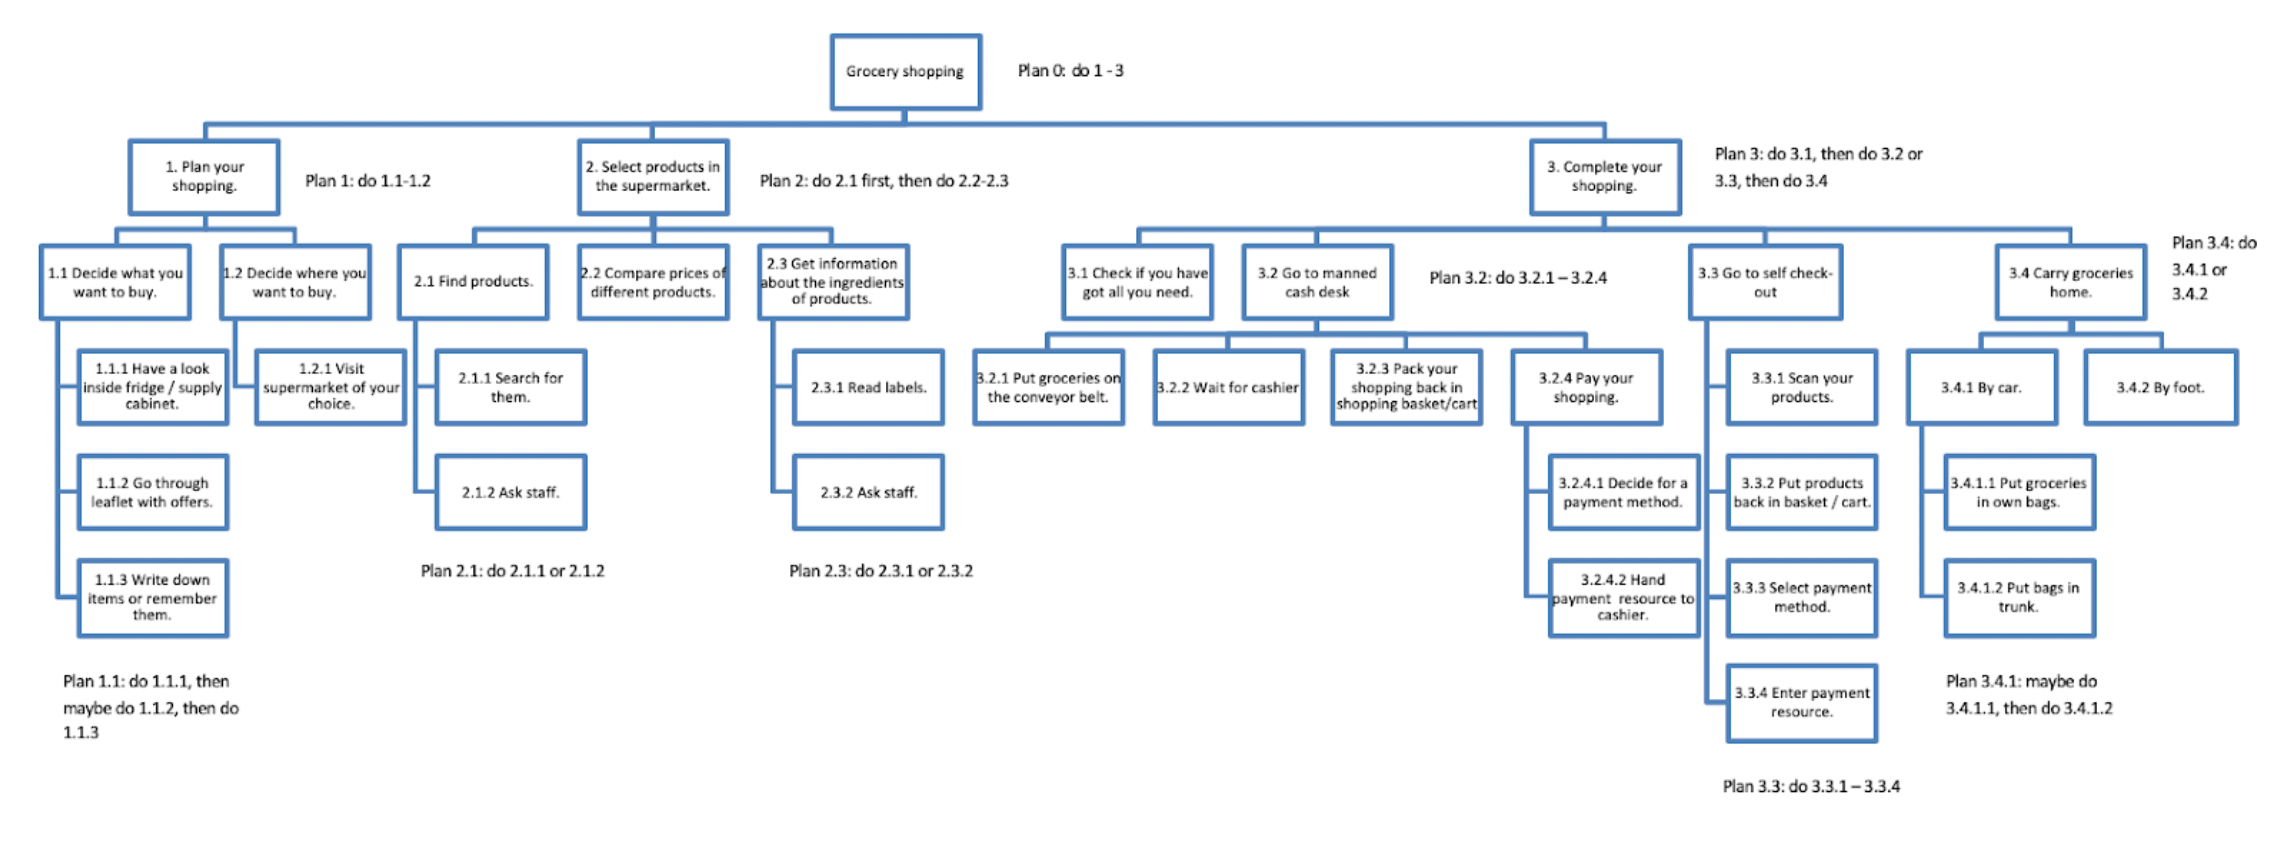 Grocery shopping
Plan 0: do 1 -3
1. Plan your
shopping.
Plan 1: do 1.1-1.2
2. Select products in
the supermarket.
Plan 2: do 2.1 first, then do 2.2-2.3
3. Complete your
shopping.
Plan 3: do 3.1, then do 3.2 or
3.3, then do 3.4
1.1 Decide what you
want to buy.
1.2 Decide where you
want to buy.
2.1 Find products.
2.2 Compare prices of
different products.
2.3 Get information
about the ingredients
of products.
3.1 Check if you have
got all you need.
3.2 Go to manned
cash desk
Plan 3.2: do 3.2.1 – 3.2.4
3.3 Go to self check-
out
3.4 Carry groceries
home.
Plan 3.4: do
3.4.1 or
3.4.2
1.1.1 Have a look
inside fridge / supply
cabinet.
1.2.1 Visit
supermarket of your
choice.
2.1.1 Search for
them.
2.3.1 Read labels.
3.2.1 Put groceries on
the conveyor belt.
3.2.2 Wait for cashier
3.2.3 Pack your
shopping back in
shopping basket/cart
3.2.4 Pay your
shopping.
3.3.1 Scan your
products.
3.4.1 By car.
3.4.2 By foot.
1.1.2 Go through
leaflet with offers.
2.1.2 Ask staff.
2.3.2 Ask staff.
3.2.4.1 Decide for a
payment method.
3.3.2 Put products
back in basket / cart.
3.4.1.1 Put groceries
in own bags.
1.1.3 Write down
items or remember
them.
Plan 2.1: do 2.1.1 or 2.1.2
Plan 2.3: do 2.3.1 or 2.3.2
3.2.4.2 Hand
payment resource to
cashier.
3.3.3 Select payment
method.
3.4.1.2 Put bags in
trunk.
Plan 1.1: do 1.1.1, then
maybe do 1.1.2, then do
1.1.3
3.3.4 Enter payment
resource.
Plan 3.4.1: maybe do
3.4.1.1, then do 3.4.1.2
Plan 3.3: do 3.3.1 – 3.3.4